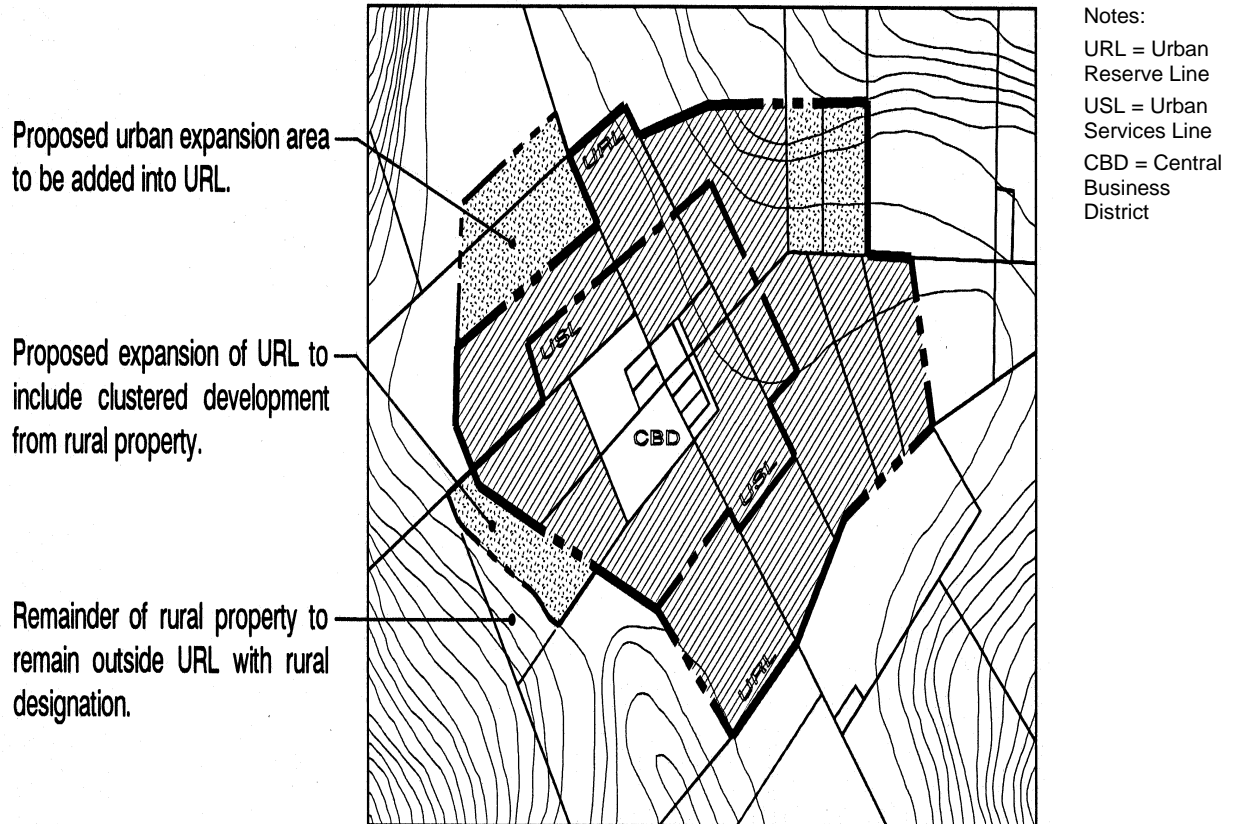 Proposed urban expansion area
to be added into URL.
Proposed expansion of URL to
include clustered development
from rural property.
Remainder of rural property to
remain outside URL with rural
designation.
URL
USL
CBD
USL
URL
Notes:
URL = Urban
Reserve Line
USL = Urban
Services Line
CBD = Central
Business
District